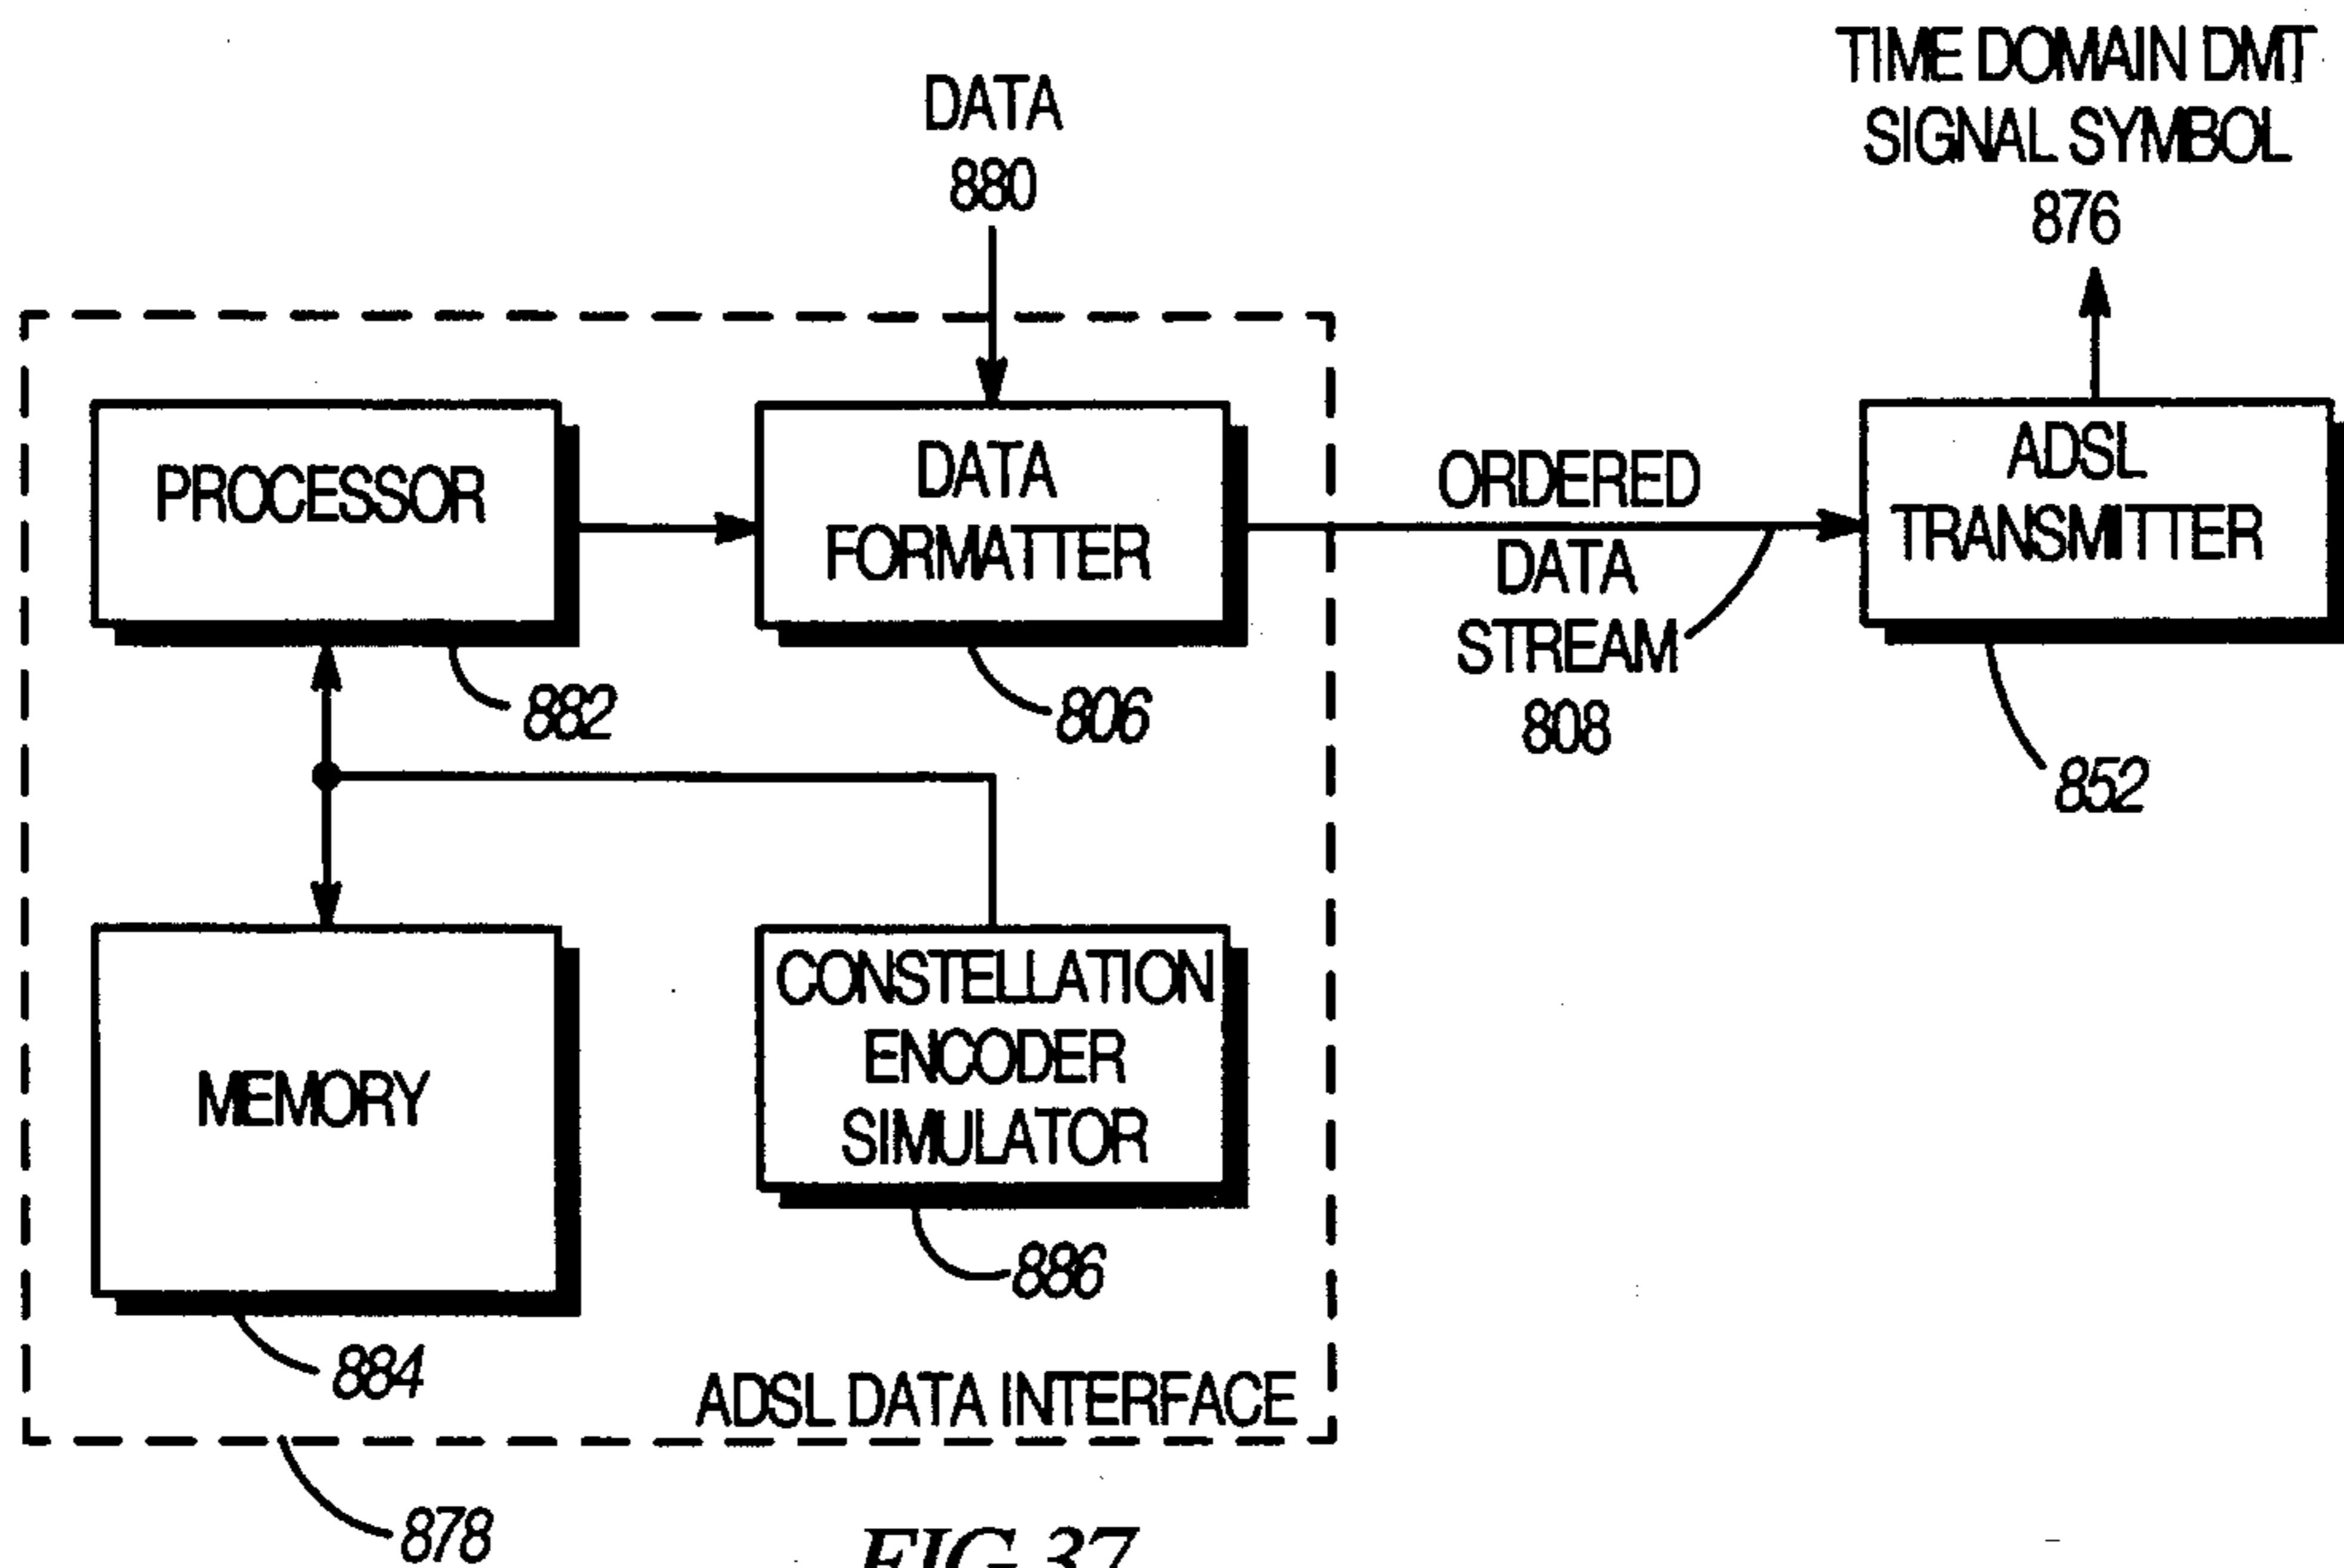 DATA
880
TIME DOMAIN DMT
SIGNAL SYMBOL
876
PROCESSOR
882
DATA
FORMATTER
806
ORDERED
DATA
STREAM
808
ADSL
TRANSMITTER
852
MEMORY
884
CONSTELLATION
ENCODER
SIMULATOR
886
ADSL DATA INTERFACE
878
FIG. 37